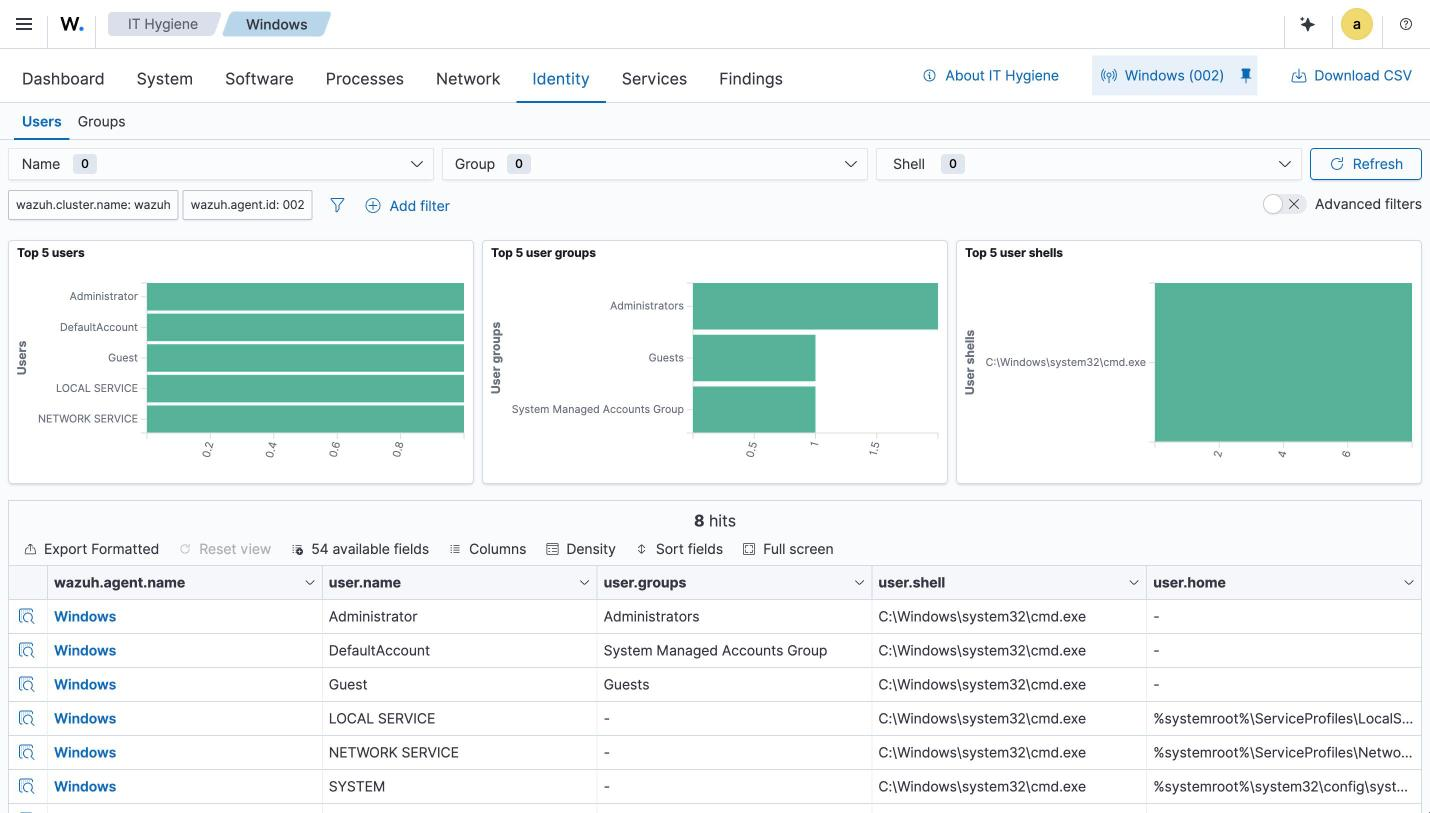 W.
IT Hygiene
Windows
a
Dashboard
System
Software
Processes
Network
Identity
Services
Findings
About IT Hygiene
Windows (002)
Download CSV
Users
Groups
Name 0
Group 0
Shell 0
Refresh
wazuh.cluster.name: wazuh
wazuh.agent.id: 002
Add filter
Advanced filters
Top 5 users
Users
Administrator
DefaultAccount
Guest
LOCAL SERVICE
NETWORK SERVICE
0.2
0.4
0.6
0.8
Top 5 user groups
User groups
Administrators
Guests
System Managed Accounts Group
0.5
1
1.5
Top 5 user shells
User shells
C:\Windows\system32\cmd.exe
2
4
6
8 hits
Export Formatted
Reset view
54 available fields
Columns
Density
Sort fields
Full screen
wazuh.agent.name user.name user.groups user.shell user.home
Windows Administrator Administrators C:\Windows\system32\cmd.exe -
Windows DefaultAccount System Managed Accounts Group C:\Windows\system32\cmd.exe -
Windows Guest Guests C:\Windows\system32\cmd.exe -
Windows LOCAL SERVICE - C:\Windows\system32\cmd.exe %systemroot%\ServiceProfiles\LocalS...
Windows NETWORK SERVICE - C:\Windows\system32\cmd.exe %systemroot%\ServiceProfiles\Netwo...
Windows SYSTEM - C:\Windows\system32\cmd.exe %systemroot%\system32\config\syst...